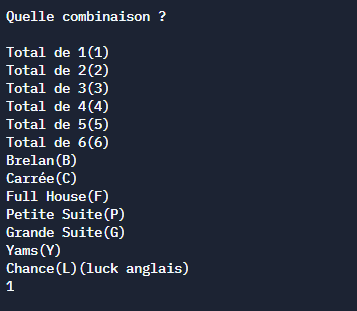 Quelle combinaison ?
Total de 1(1)
Total de 2(2)
Total de 3(3)
Total de 4(4)
Total de 5(5)
Total de 6(6)
Brelan(B)
Carrée(C)
Full House(F)
Petite Suite(P)
Grande Suite(G)
Yams(Y)
Chance(L)(luck anglais)
1